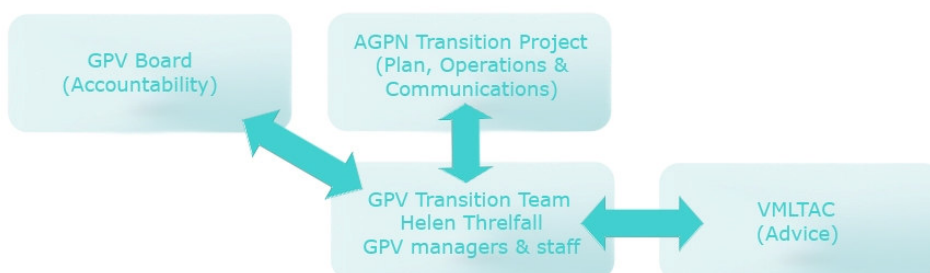 GPV Board
(Accountability)
AGPN Transition Project
(Plan, Operations &
Communications)
GPV Transition Team
Helen Threlfall
GPV managers & staff
VMLTAC
(Advice)